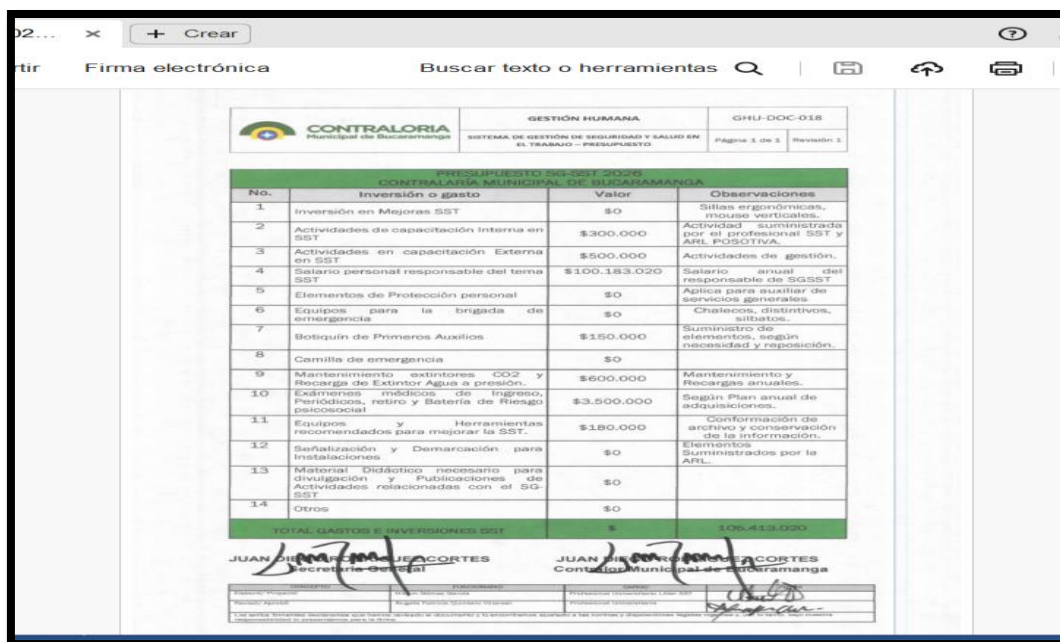 02...
× + Crear
rtir Firma electrónica Buscar texto o herramientas
CONTRALORIA
Municipal de Bucaramanga
GESTIÓN HUMANA
GHU-DOC-018
SISTEMA DE GESTIÓN DE SEGURIDAD Y SALUD EN
EL TRABAJO – PRESUPUESTO
Página 1 de 1
Revisión 1
PRESUPUESTO SG-SST 2026
CONTRALARÍA MUNICIPAL DE BUCARAMANGA
No. Inversión o gasto Valor Observaciones
1 Inversión en Mejoras SST $0 Sillas ergonómicas,
mouse verticales.
2 Actividades de capacitación Interna en
SST $300.000 Actividad suministrada
por el profesional SST y
ARL POSOTIVA.
3 Actividades en capacitación Externa
en SST $500.000 Actividades de gestión.
4 Salario personal responsable del tema
SST $100.183.020 Salario anual del
responsable de SGSST
5 Elementos de Protección personal $0 Aplica para auxiliar de
servicios generales
6 Equipos para la brigada de
emergencia $0 Chalecos, distintivos,
silbatos.
7 Botiquín de Primeros Auxilios $150.000 Suministro de
elementos, según
necesidad y reposición.
8 Camilla de emergencia $0
9 Mantenimiento extintores CO2 y
Recarga de Extintor Agua a presión. $600.000 Mantenimiento y
Recargas anuales.
10 Exámenes médicos de Ingreso,
Periódicos, retiro y Batería de Riesgo
psicosocial $3.500.000 Según Plan anual de
adquisiciones.
11 Equipos y Herramientas
recomendados para mejorar la SST. $180.000 Conformación de
archivo y conservación
de la información.
12 Señalización y Demarcación para
Instalaciones $0 Elementos
Suministrados por la
ARL.
13 Material Didáctico necesario para
divulgación y Publicaciones de
Actividades relacionadas con el SG-
SST $0
14 Otros $0
TOTAL GASTOS E INVERSIONES SST $ 105.413.020
JUAN CORTES JUAN CORTES
Secretario General Contralor Municipal de Bucaramanga
Profesional Universitario Líder SST
Profesional Universitaria